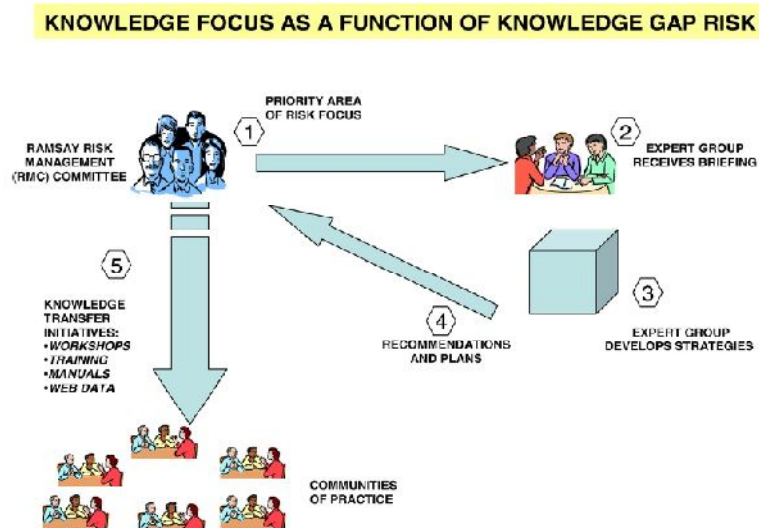 KNOWLEDGE FOCUS AS A FUNCTION OF KNOWLEDGE GAP RISK
PRIORITY AREA
OF RISK FOCUS
1
RAMSAY RISK
MANAGEMENT
(RMC) COMMITTEE
2
EXPERT GROUP
RECEIVES BRIEFING
3
EXPERT GROUP
DEVELOPS STRATEGIES
4
RECOMMENDATIONS
AND PLANS
5
KNOWLEDGE
TRANSFER
INITIATIVES:
•WORKSHOPS
•TRAINING
•MANUALS
•WEB DATA
COMMUNITIES
OF PRACTICE